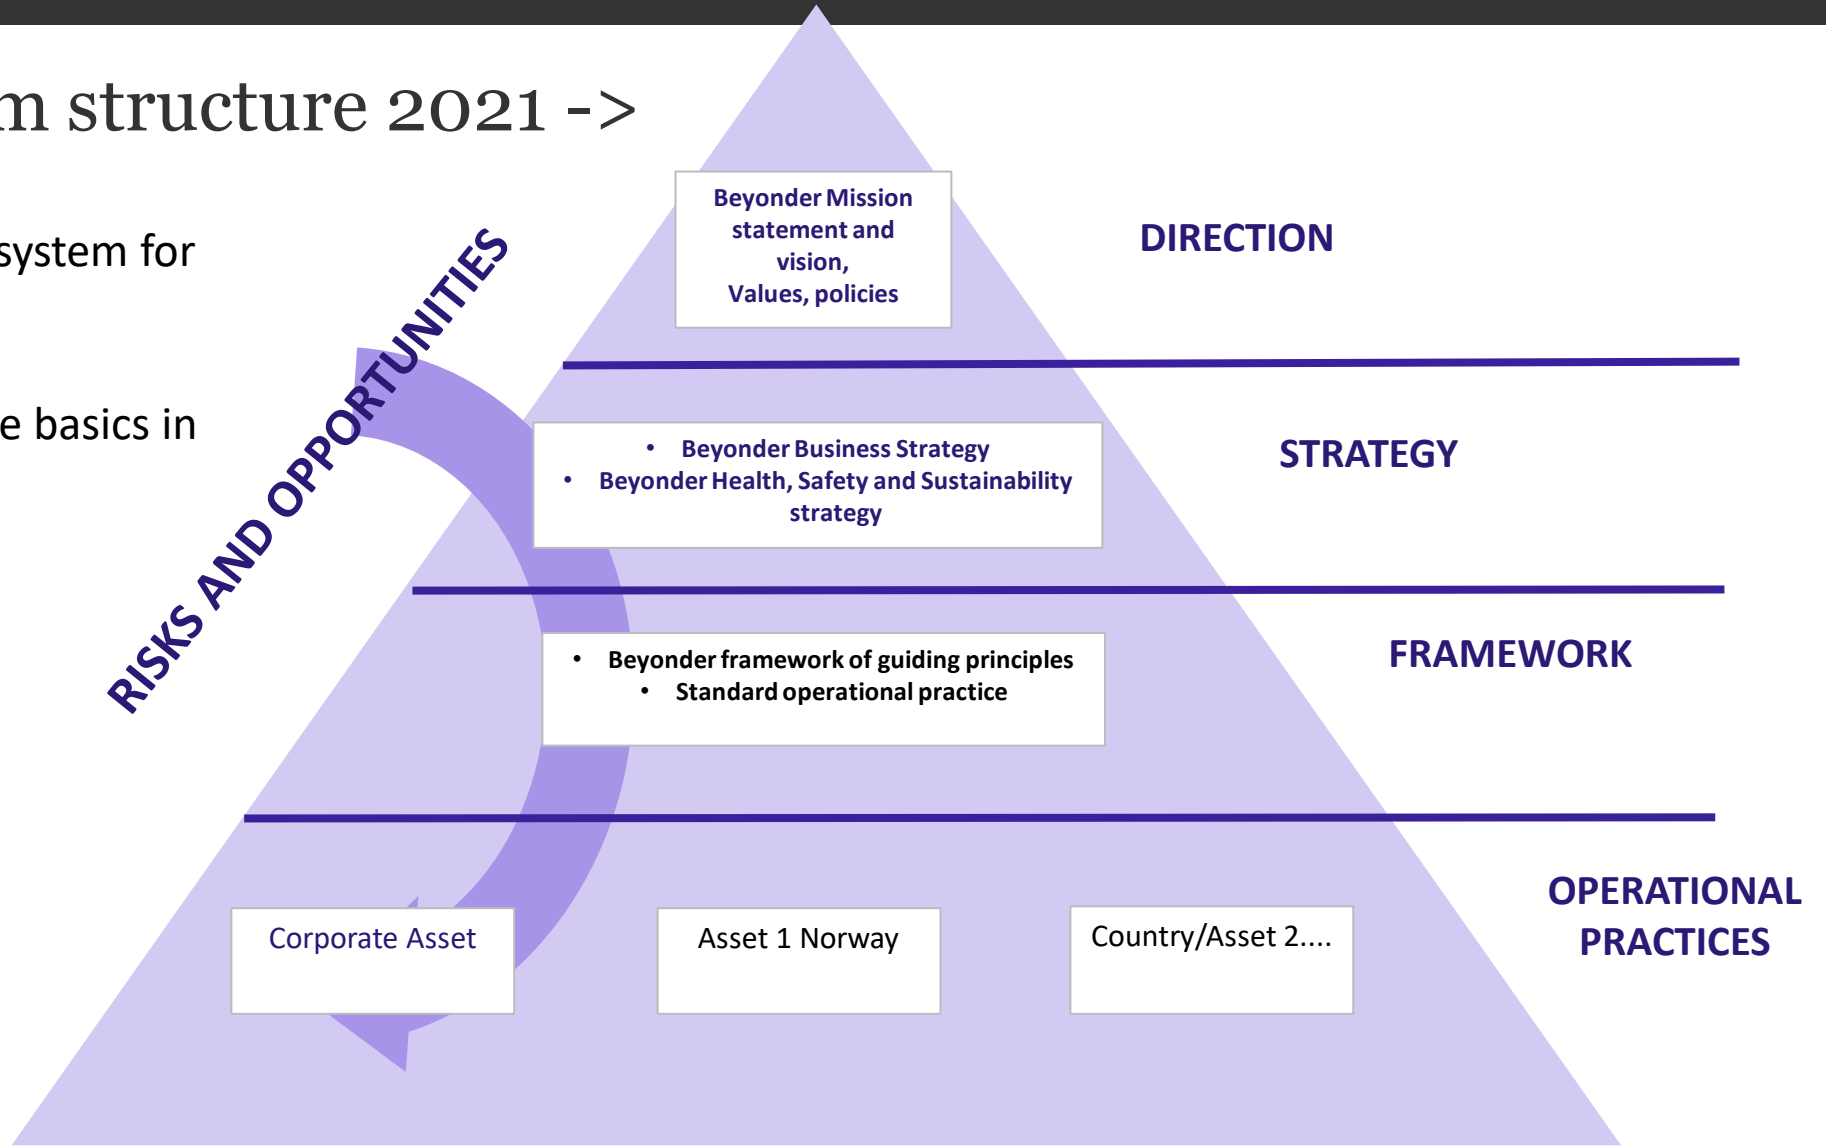 m structure 2021 ->
system for
e basics in
RISKS AND OPPORTUNITIES
Beyonder Mission
statement and
vision,
Values, policies
DIRECTION
• Beyonder Business Strategy
• Beyonder Health, Safety and Sustainability
strategy
STRATEGY
• Beyonder framework of guiding principles
• Standard operational practice
FRAMEWORK
Corporate Asset
Asset 1 Norway
Country/Asset 2....
OPERATIONAL
PRACTICES